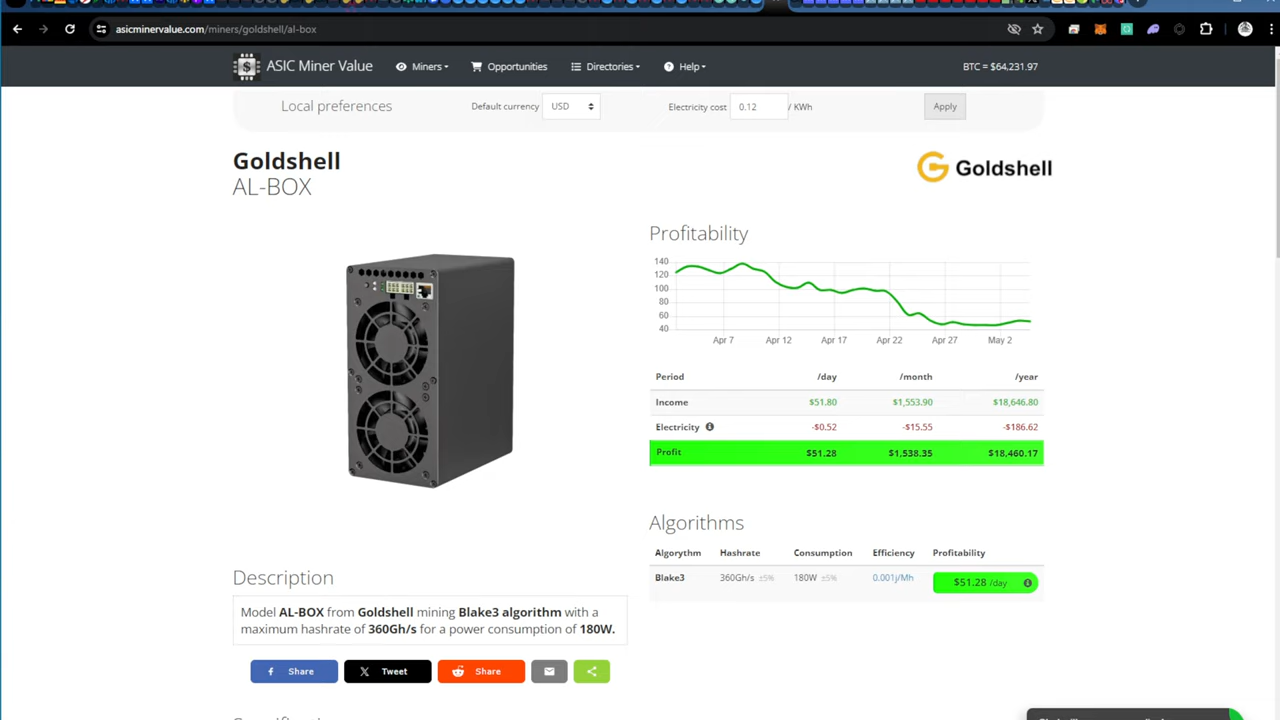 asicminervalue.com/miners/goldshell/al-box
ASIC Miner Value
Miners
Opportunities
Directories
Help
BTC = $64,231.97
Local preferences
Default currency
USD
Electricity cost
0.12
/ KWh
Apply
Goldshell
AL-BOX
Goldshell
Profitability
140
120
100
80
60
40
Apr 7 Apr 12 Apr 17 Apr 22 Apr 27 May 2
Period /day /month /year
Income $51.80 $1,553.90 $18,646.80
Electricity -$0.52 -$15.55 -$186.62
Profit $51.28 $1,538.35 $18,460.17
Algorithms
Algorythm Hashrate Consumption Efficiency Profitability
Blake3 360Gh/s ±5% 180W ±5% 0.001j/Mh $51.28 /day
Description
Model AL-BOX from Goldshell mining Blake3 algorithm with a
maximum hashrate of 360Gh/s for a power consumption of 180W.
Share
Tweet
Share